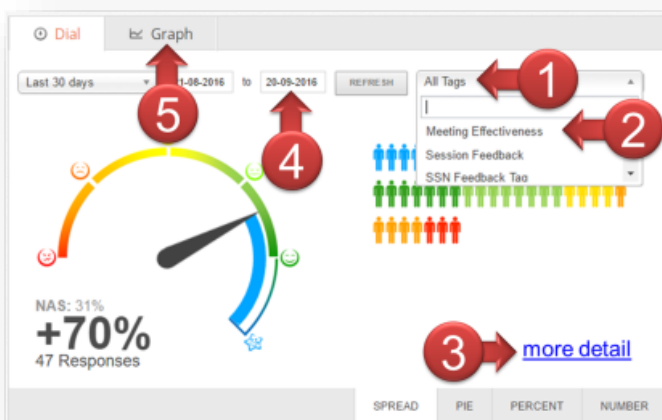 Dial Graph
Last 30 days 21-08-2016 to 20-09-2016 REFRESH All Tags 1
5 4 Meeting Effectiveness 2
Session Feedback
SSN Feedback Tag
NAS: 31%
+70%
47 Responses
3 more detail
SPREAD PIE PERCENT NUMBER